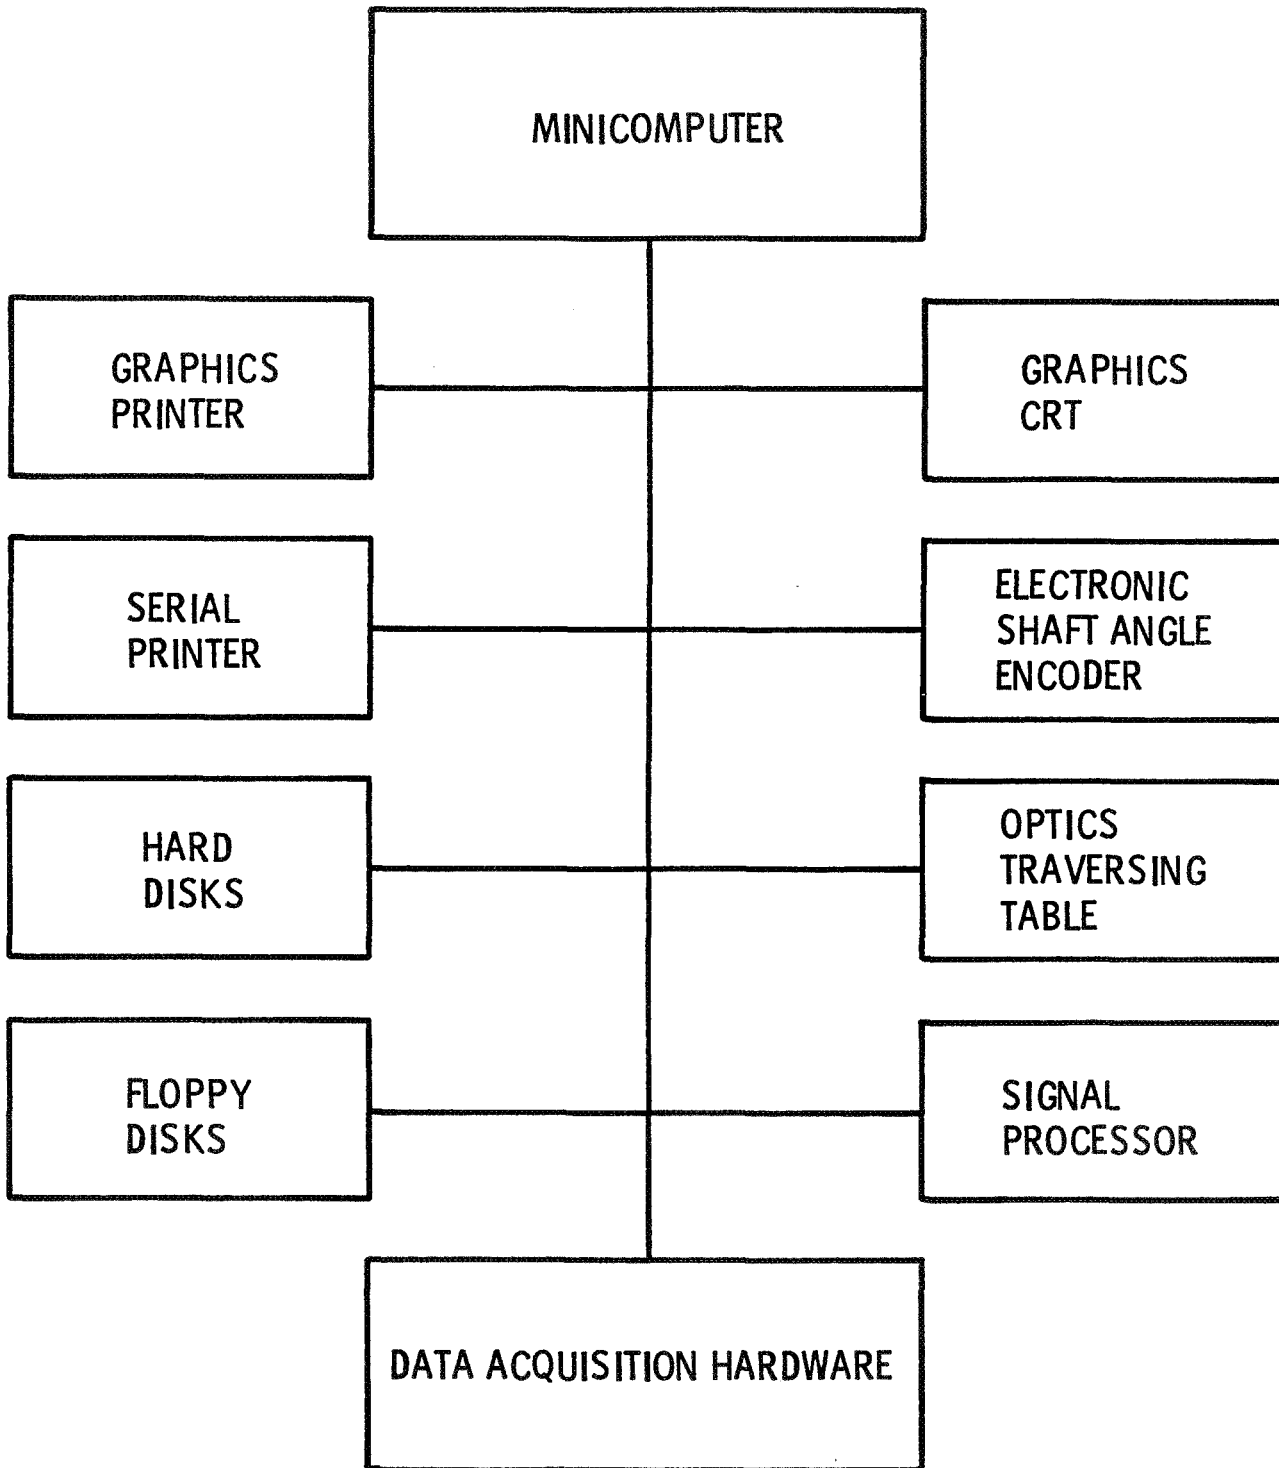 MINICOMPUTER
GRAPHICS
PRINTER
GRAPHICS
CRT
SERIAL
PRINTER
ELECTRONIC
SHAFT ANGLE
ENCODER
HARD
DISKS
OPTICS
TRAVERSING
TABLE
FLOPPY
DISKS
SIGNAL
PROCESSOR
DATA ACQUISITION HARDWARE